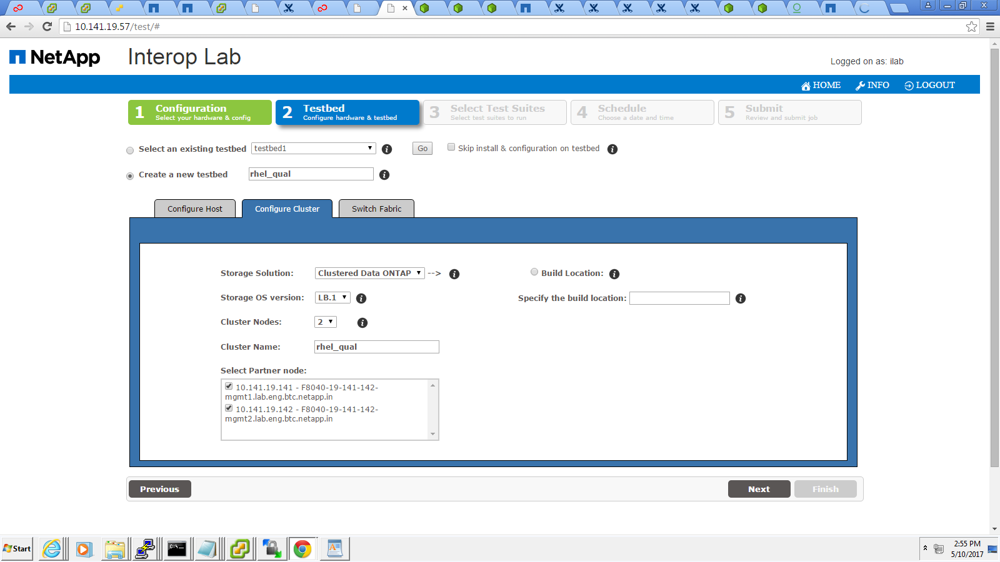 10.141.19.57/test/#
NetApp
Interop Lab
Logged on as: ilab
HOME INFO LOGOUT
1 Configuration
Select your hardware & config
2 Testbed
Configure hardware & testbed
3 Select Test Suites
Select test suites to run
4 Schedule
Choose a date and time
5 Submit
Review and submit job
Select an existing testbed testbed1 i Go Skip install & configuration on testbed i
Create a new testbed rhel_qual i
Configure Host Configure Cluster Switch Fabric
Storage Solution: Clustered Data ONTAP --> i Build Location: i
Storage OS version: LB.1 i Specify the build location: i
Cluster Nodes: 2 i
Cluster Name: rhel_qual
Select Partner node:
10.141.19.141 - F8040-19-141-142-
mgmt1.lab.eng.btc.netapp.in
10.141.19.142 - F8040-19-141-142-
mgmt2.lab.eng.btc.netapp.in
Previous Next Finish
Start
2:55 PM
5/10/2017